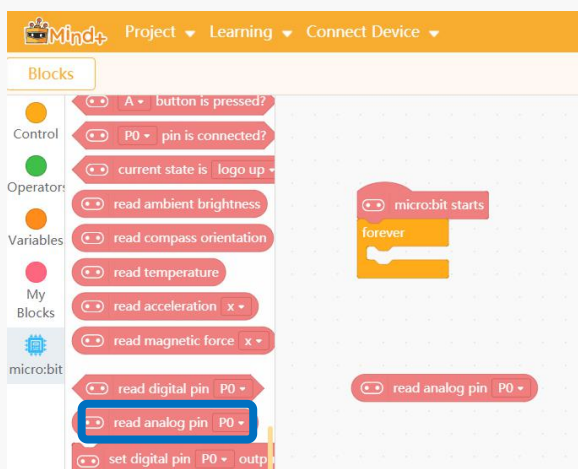 Mind+ Project Learning Connect Device
Blocks
Control
Operators
Variables
My
Blocks
micro:bit
A button is pressed?
P0 pin is connected?
current state is logo up
read ambient brightness
read compass orientation
read temperature
read acceleration x
read magnetic force x
read digital pin P0
read analog pin P0
set digital pin P0 outp
micro:bit starts
forever
read analog pin P0